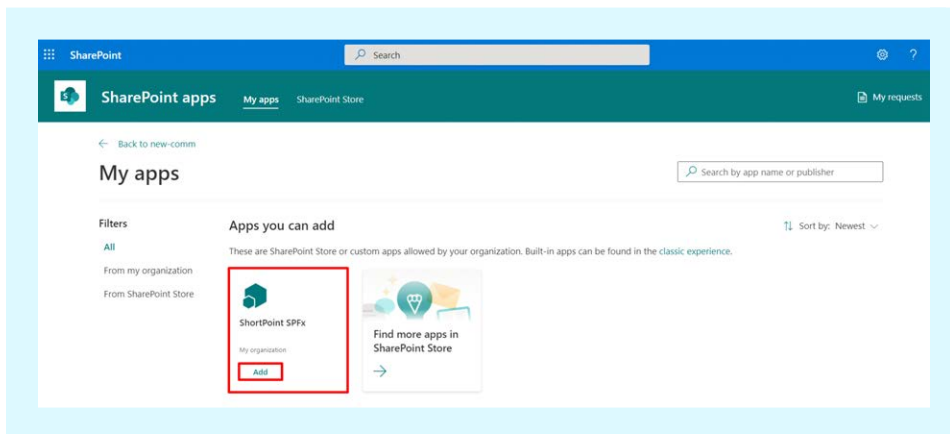 SharePoint
Search
?
SharePoint apps
My apps
SharePoint Store
My requests
← Back to new-comm
My apps
Search by app name or publisher
Filters
All
From my organization
From SharePoint Store
Apps you can add
Sort by: Newest
These are SharePoint Store or custom apps allowed by your organization. Built-in apps can be found in the classic experience.
ShortPoint SPFx
My organization
Add
Find more apps in
SharePoint Store
→